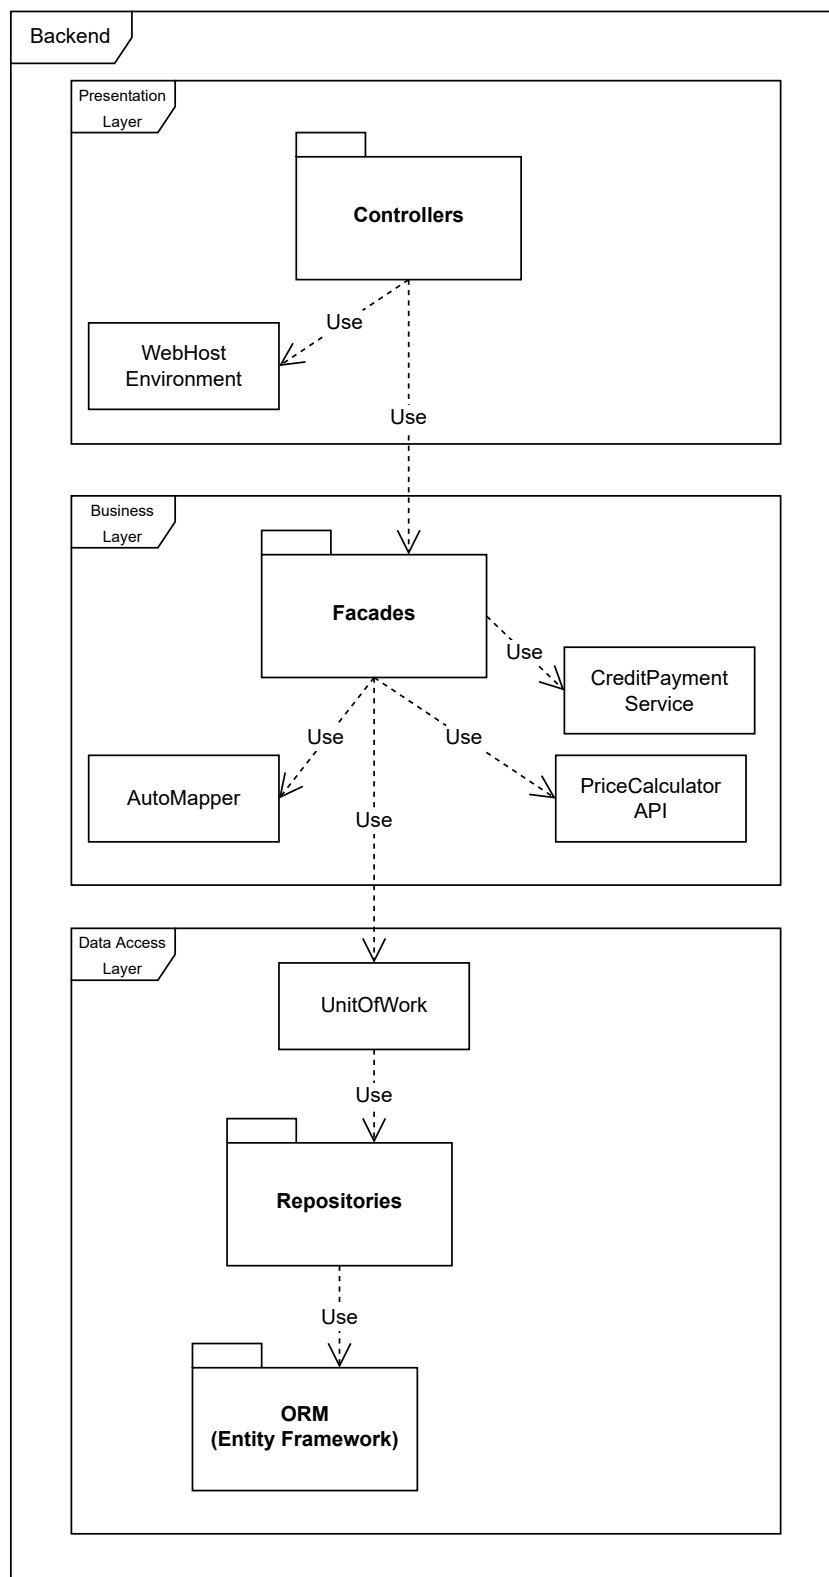 Backend
Presentation
Layer
Controllers
Use
WebHost
Environment
Use
Business
Layer
Facades
Use
CreditPayment
Service
Use
Use
AutoMapper
PriceCalculator
API
Use
Data Access
Layer
UnitOfWork
Use
Repositories
Use
ORM
(Entity Framework)